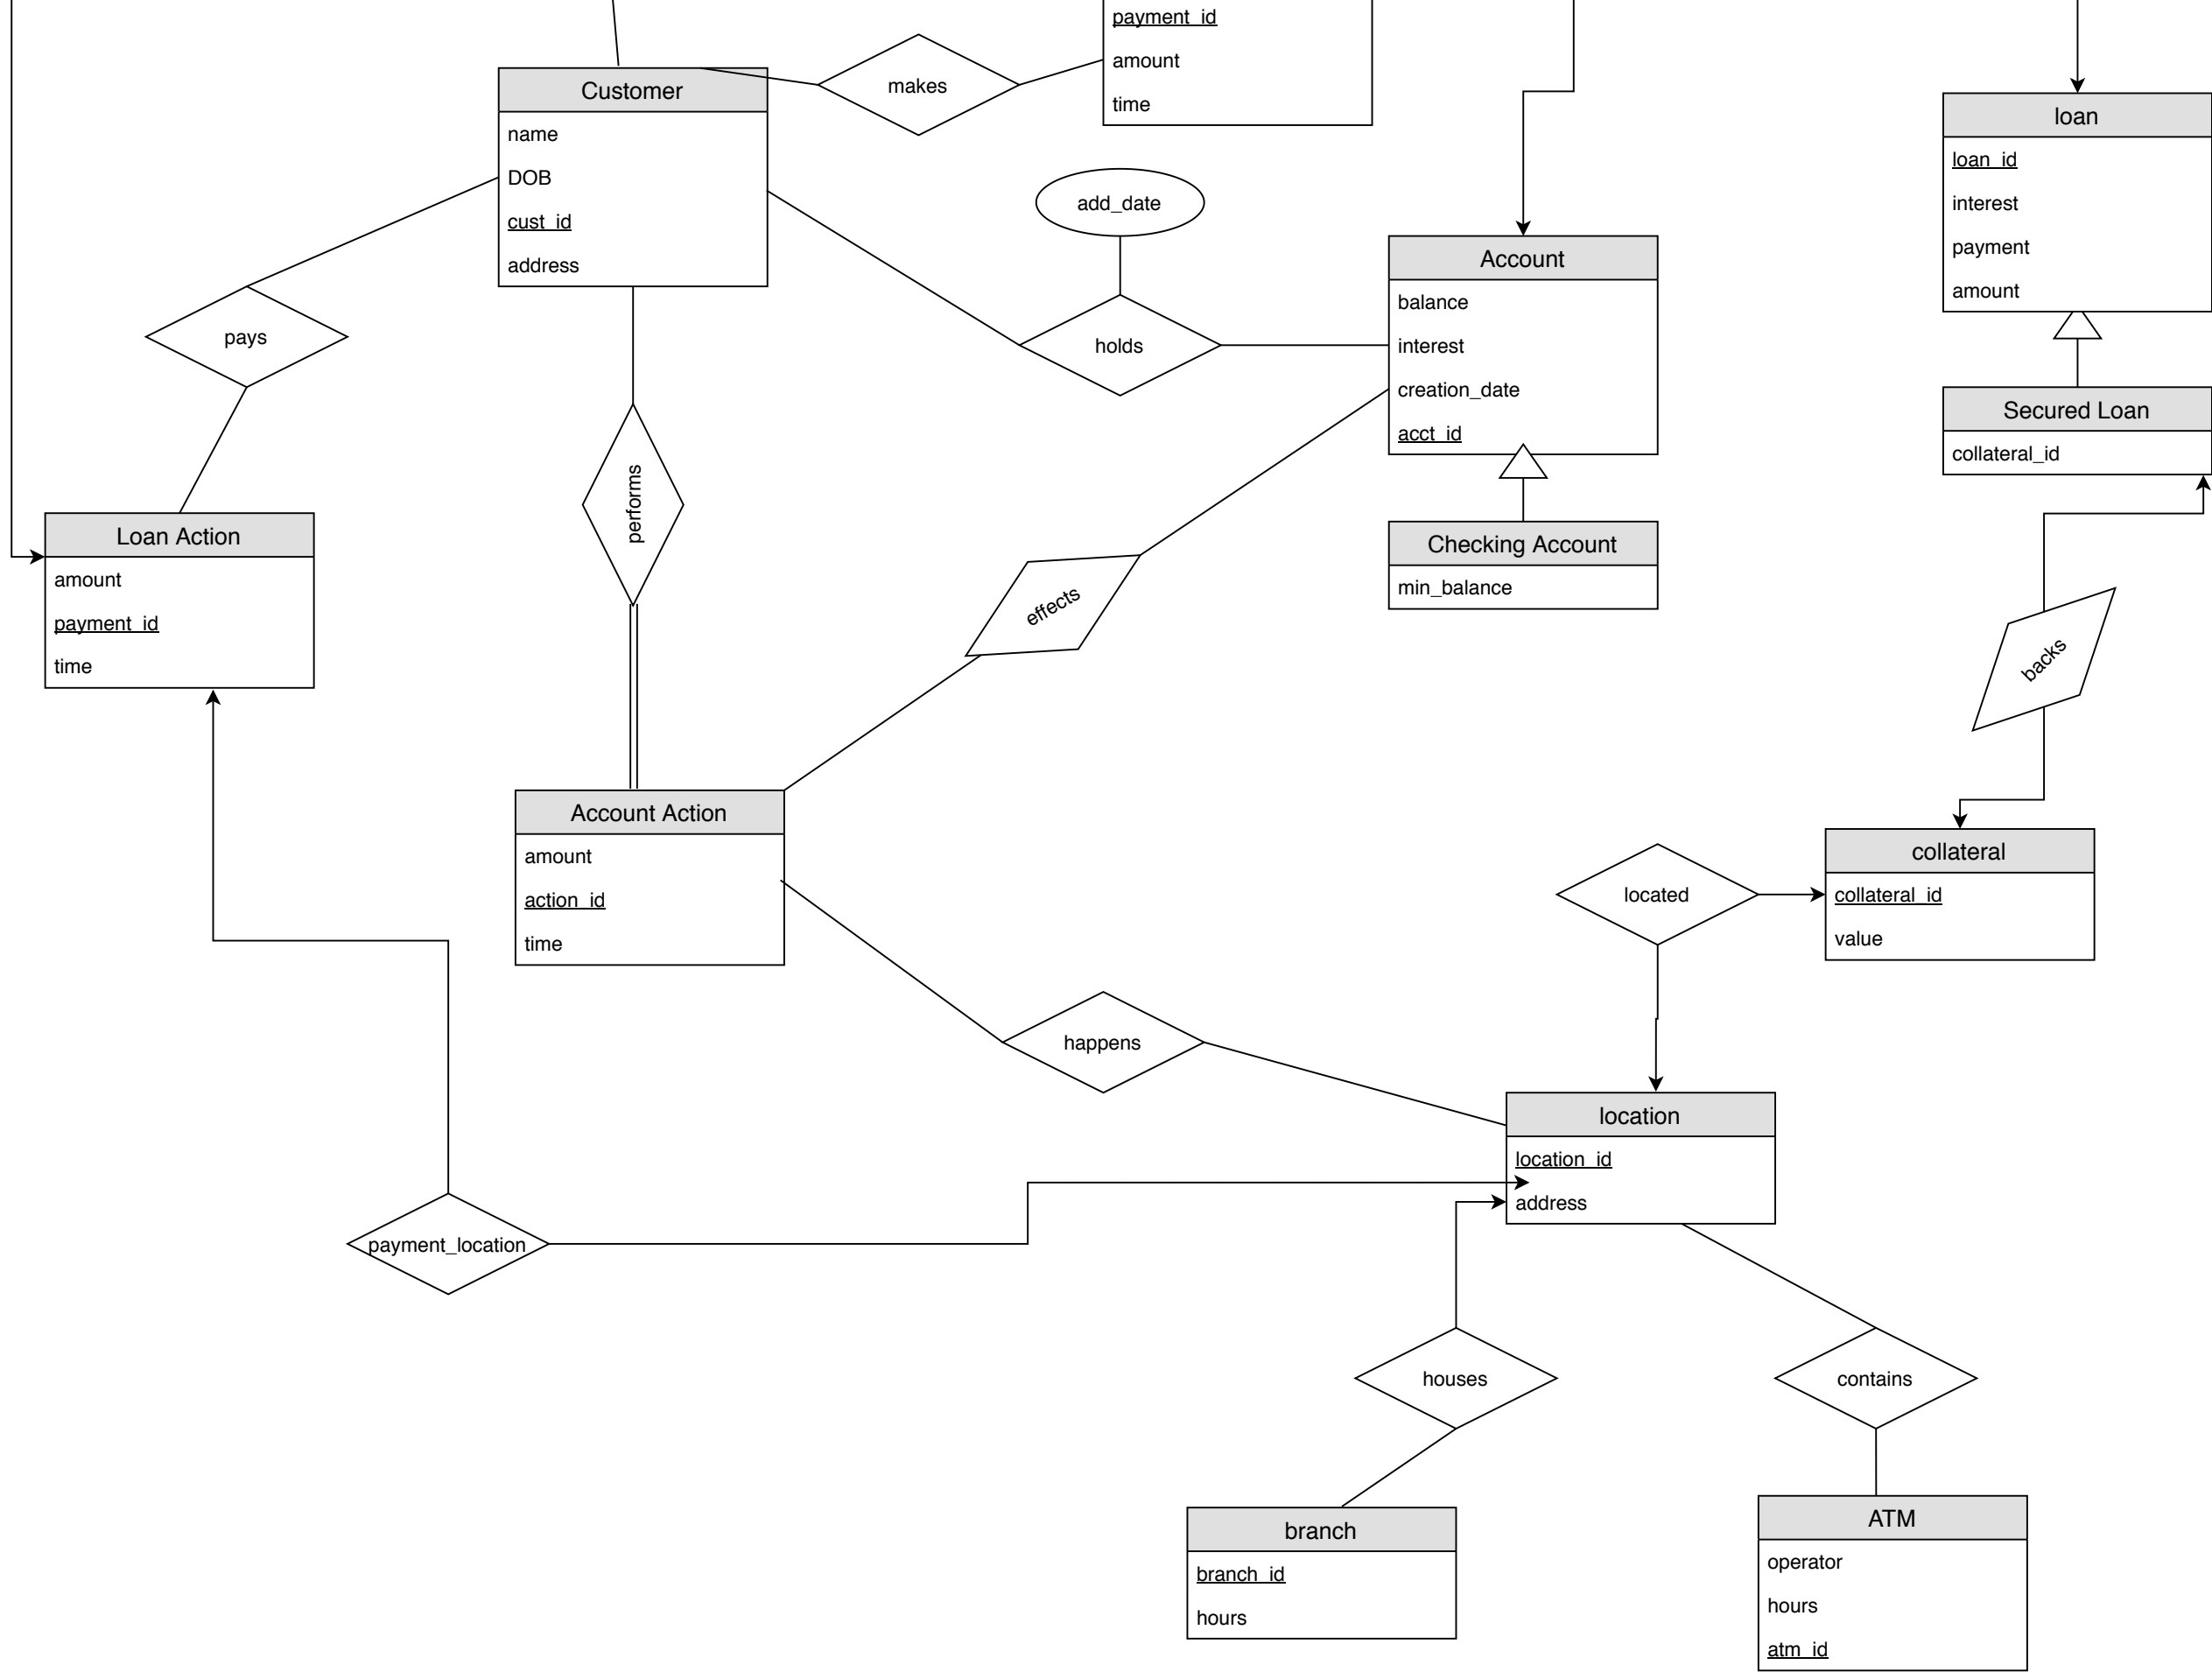 payment_id
amount
time
makes
Customer
name
DOB
cust_id
address
add_date
holds
Account
balance
interest
creation_date
acct_id
loan
loan_id
interest
payment
amount
Secured Loan
collateral_id
pays
performs
Checking Account
min_balance
Loan Action
amount
payment_id
time
effects
backs
Account Action
amount
action_id
time
located
collateral
collateral_id
value
happens
location
location_id
address
payment_location
houses
contains
branch
branch_id
hours
ATM
operator
hours
atm_id